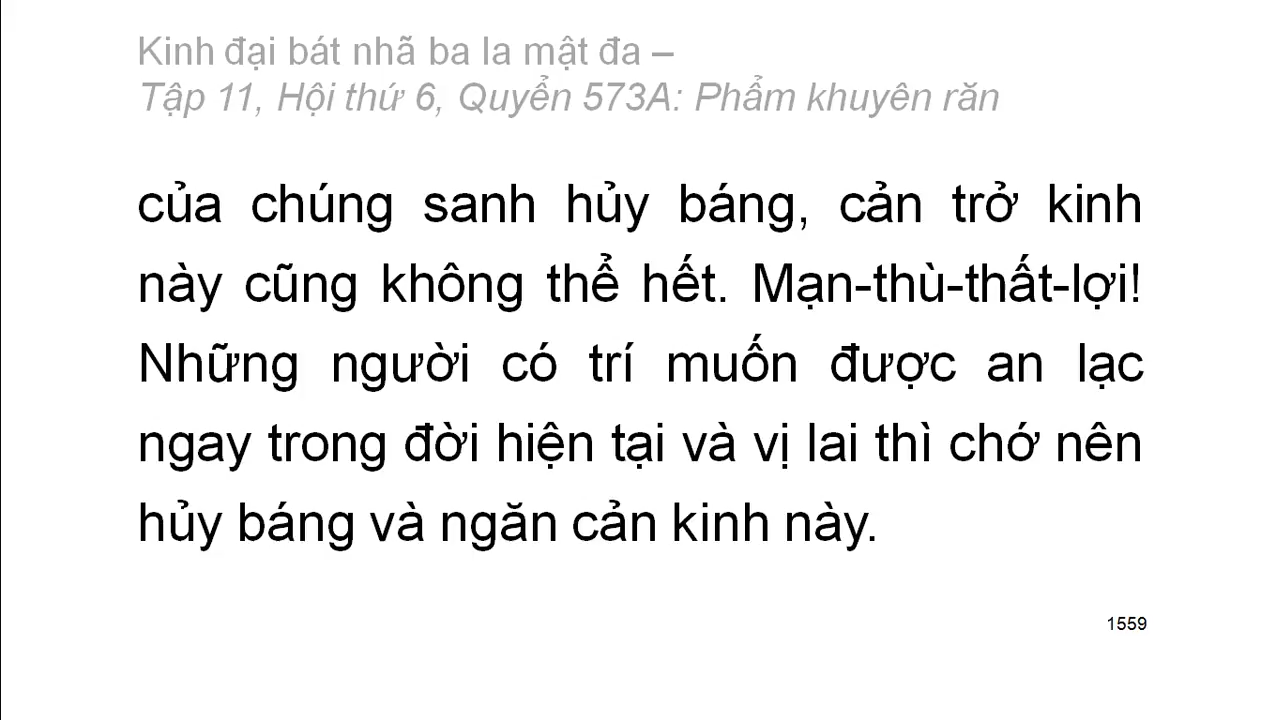 Kinh đại bát nhã ba la mật đa –
Tập 11, Hội thứ 6, Quyển 573A: Phẩm khuyên răn
của chúng sanh hủy báng, cản trở kinh
này cũng không thể hết. Mạn-thù-thất-lợi!
Những người có trí muốn được an lạc
ngay trong đời hiện tại và vị lai thì chớ nên
hủy báng và ngăn cản kinh này.
1559